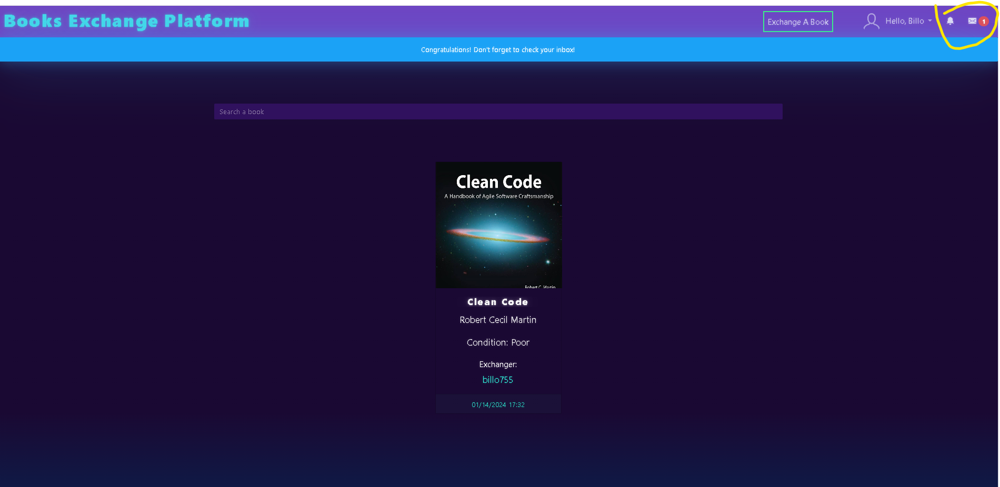 Books Exchange Platform
Exchange A Book
Hello, Billo
1
Congratulations! Don't forget to check your inbox!
Search a book
Clean Code
A Handbook of Agile Software Craftsmanship
Robert C. Martin
Clean Code
Robert Cecil Martin
Condition: Poor
Exchanger:
billo755
01/14/2024 17:32